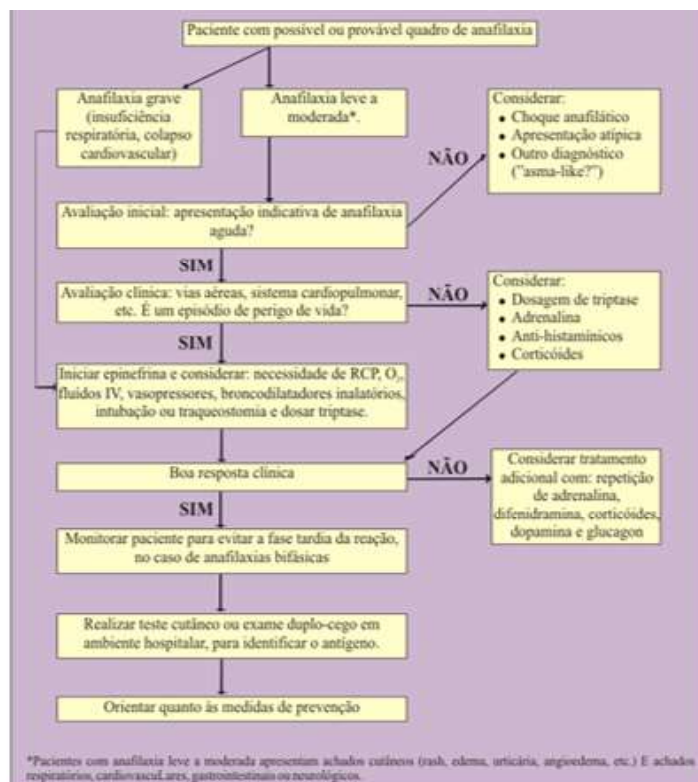 Paciente com possível ou provável quadro de anafilaxia
Anafilaxia grave
(insuficiência
respiratória, colapso
cardiovascular)
Anafilaxia leve a
moderada*.
NÃO
Considerar:
● Choque anafilático
● Apresentação atípica
● Outro diagnóstico
("asma-like?")
Avaliação inicial: apresentação indicativa de anafilaxia
aguda?
SIM
Avaliação clínica: vias aéreas, sistema cardiopulmonar,
etc. É um episódio de perigo de vida?
NÃO
Considerar:
● Dosagem de triptase
● Adrenalina
● Anti-histamínicos
● Corticóides
SIM
Iniciar epinefrina e considerar: necessidade de RCP, O₂,
fluídos IV, vasopressores, broncodilatadores inalatórios,
intubação ou traqueostomia e dosar triptase.
Boa resposta clínica
NÃO
Considerar tratamento
adicional com: repetição
de adrenalina,
difenidramina, corticóides,
dopamina e glucagon
SIM
Monitorar paciente para evitar a fase tardia da reação,
no caso de anafilaxias bifásicas
Realizar teste cutâneo ou exame duplo-cego em
ambiente hospitalar, para identificar o antígeno.
Orientar quanto às medidas de prevenção
*Pacientes com anafilaxia leve a moderada apresentam achados cutâneos (rash, edema, urticária, angioedema, etc.) E achados
respiratórios, cardiovascuLares, gastrointestinais ou neurológicos.